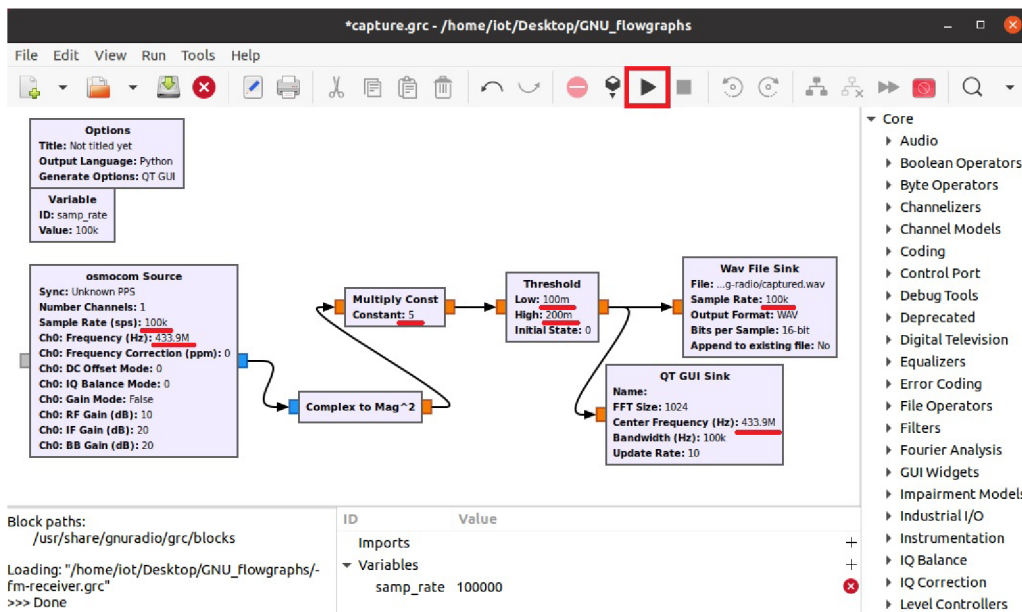 *capture.grc - /home/iot/Desktop/GNU_flowgraphs
File Edit View Run Tools Help
Options
Title: Not titled yet
Output Language: Python
Generate Options: QT GUI
Variable
ID: samp_rate
Value: 100k
osmocom Source
Sync: Unknown PPS
Number Channels: 1
Sample Rate (sps): 100k
Ch0: Frequency (Hz): 433.9M
Ch0: Frequency Correction (ppm): 0
Ch0: DC Offset Mode: 0
Ch0: IQ Balance Mode: 0
Ch0: Gain Mode: False
Ch0: RF Gain (dB): 10
Ch0: IF Gain (dB): 20
Ch0: BB Gain (dB): 20
Complex to Mag^2
Multiply Const
Constant: 5
Threshold
Low: 100m
High: 200m
Initial State: 0
Wav File Sink
File: ...g-radio/captured.wav
Sample Rate: 100k
Output Format: WAV
Bits per Sample: 16-bit
Append to existing file: No
QT GUI Sink
Name:
FFT Size: 1024
Center Frequency (Hz): 433.9M
Bandwidth (Hz): 100k
Update Rate: 10
Core
Audio
Boolean Operators
Byte Operators
Channelizers
Channel Models
Coding
Control Port
Debug Tools
Deprecated
Digital Television
Equalizers
Error Coding
File Operators
Filters
Fourier Analysis
GUI Widgets
Impairment Models
Industrial I/O
Instrumentation
IQ Balance
IQ Correction
Level Controllers
Block paths:
/usr/share/gnuradio/grc/blocks
Loading: "/home/iot/Desktop/GNU_flowgraphs/-
fm-receiver.grc"
>>> Done
ID Value
Imports
Variables
samp_rate 100000